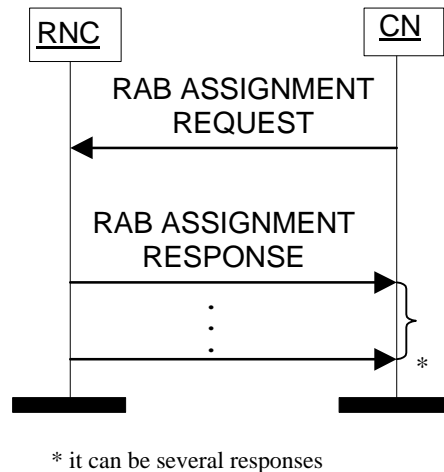 RNC
CN
RAB ASSIGNMENT
REQUEST
RAB ASSIGNMENT
RESPONSE
*
* it can be several responses